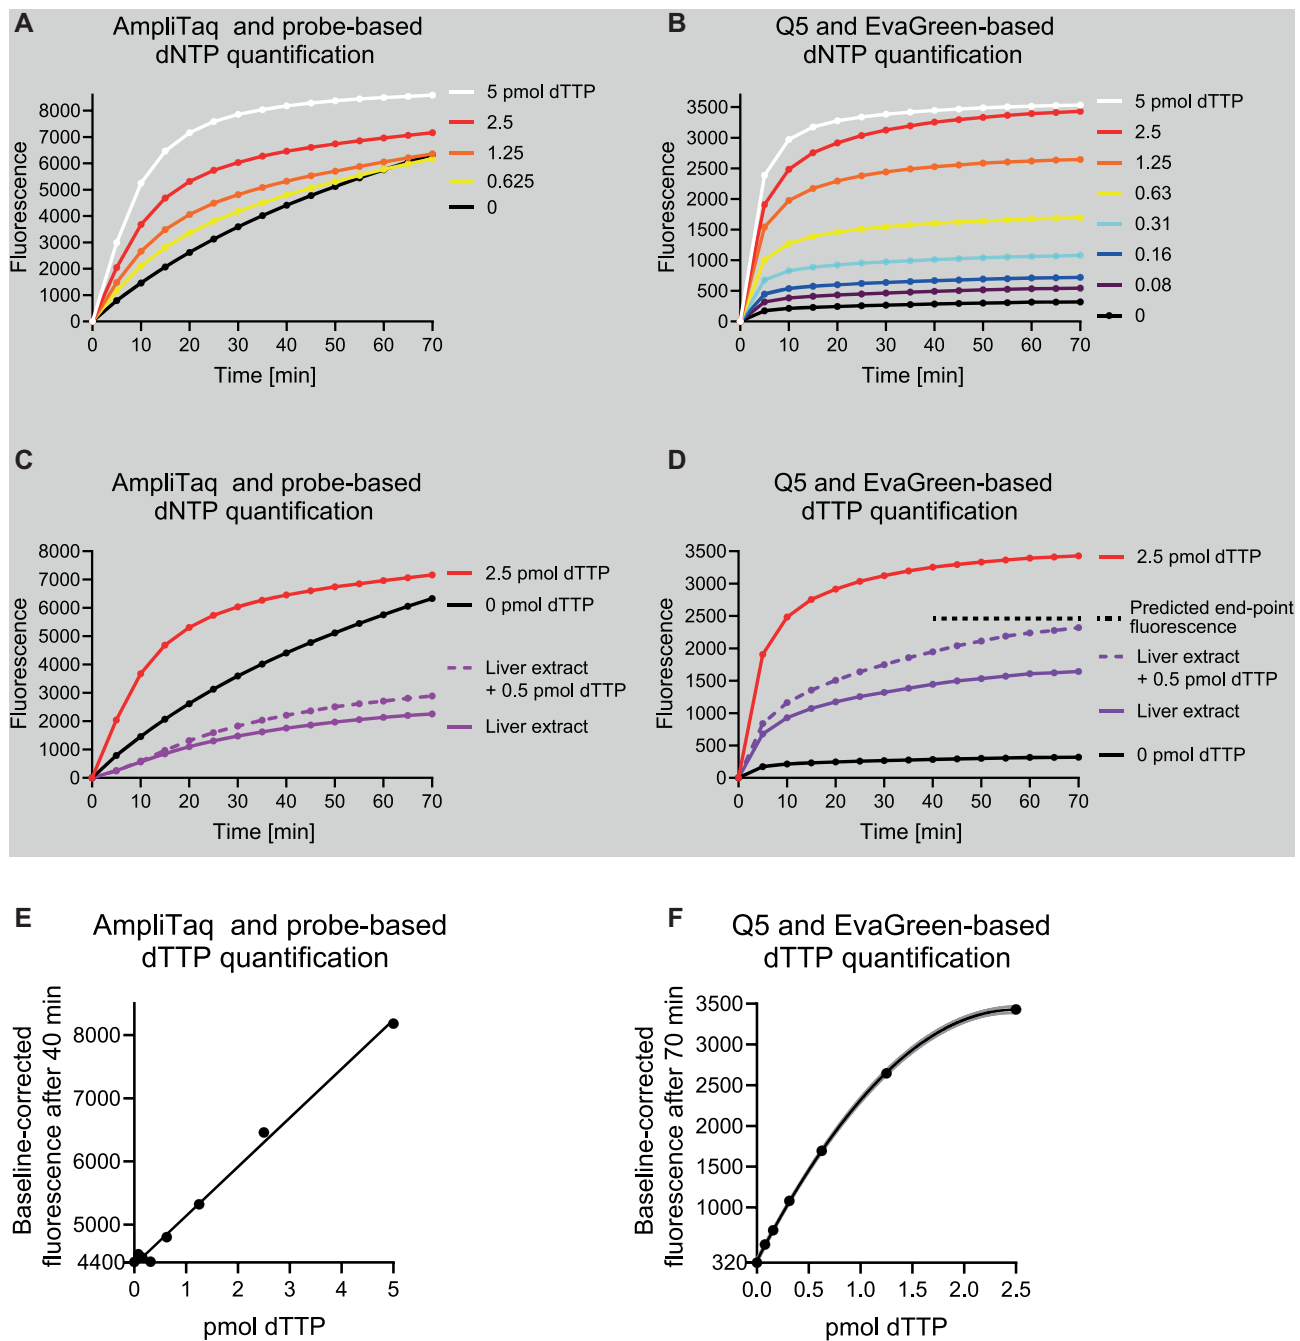 A
AmpliTaq and probe-based
dNTP quantification
Fluorescence
8000
7000
6000
5000
4000
3000
2000
1000
0
0 10 20 30 40 50 60 70
Time [min]
5 pmol dTTP
2.5
1.25
0.625
0
B
Q5 and EvaGreen-based
dNTP quantification
Fluorescence
3500
3000
2500
2000
1500
1000
500
0
0 10 20 30 40 50 60 70
Time [min]
5 pmol dTTP
2.5
1.25
0.63
0.31
0.16
0.08
0
C
AmpliTaq and probe-based
dNTP quantification
Fluorescence
8000
7000
6000
5000
4000
3000
2000
1000
0
0 10 20 30 40 50 60 70
Time [min]
2.5 pmol dTTP
0 pmol dTTP
Liver extract
+ 0.5 pmol dTTP
Liver extract
D
Q5 and EvaGreen-based
dTTP quantification
Fluorescence
3500
3000
2500
2000
1500
1000
500
0
0 10 20 30 40 50 60 70
Time [min]
2.5 pmol dTTP
Predicted end-point
fluorescence
Liver extract
+ 0.5 pmol dTTP
Liver extract
0 pmol dTTP
E
AmpliTaq and probe-based
dTTP quantification
Baseline-corrected
fluorescence after 40 min
8000
7000
6000
5000
4400
0 1 2 3 4 5
pmol dTTP
F
Q5 and EvaGreen-based
dTTP quantification
Baseline-corrected
fluorescence after 70 min
3500
3000
2500
2000
1500
1000
320
0.0 0.5 1.0 1.5 2.0 2.5
pmol dTTP